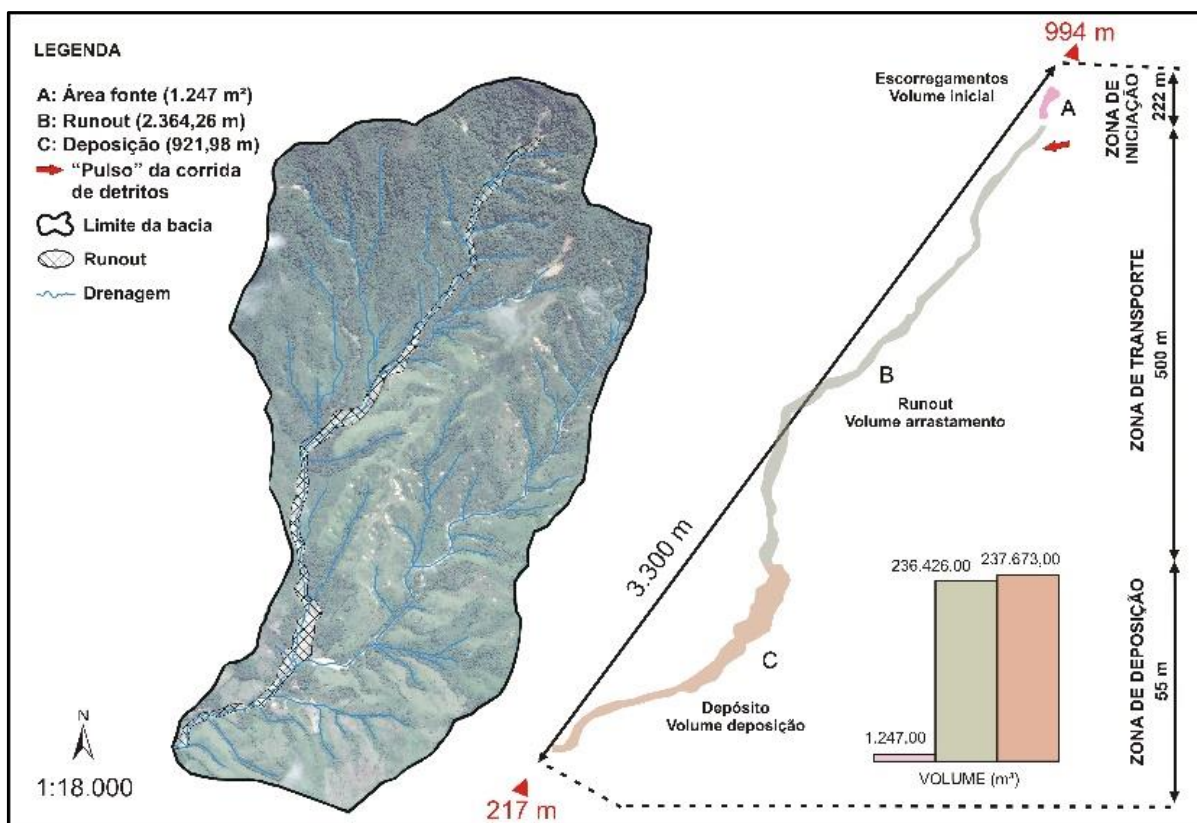 LEGENDA
A: Área fonte (1.247 m²)
B: Runout (2.364,26 m)
C: Deposição (921,98 m)
“Pulso” da corrida
de detritos
Limite da bacia
Runout
Drenagem
N
1:18.000
994 m
Escorregamentos
Volume inicial
A
ZONA DE
INICIAÇÃO
222 m
B
Runout
Volume arrastamento
ZONA DE TRANSPORTE
500 m
3.300 m
C
Depósito
Volume deposição
217 m
1.247,00
236.426,00
237.673,00
VOLUME (m³)
ZONA DE DEPOSIÇÃO
55 m